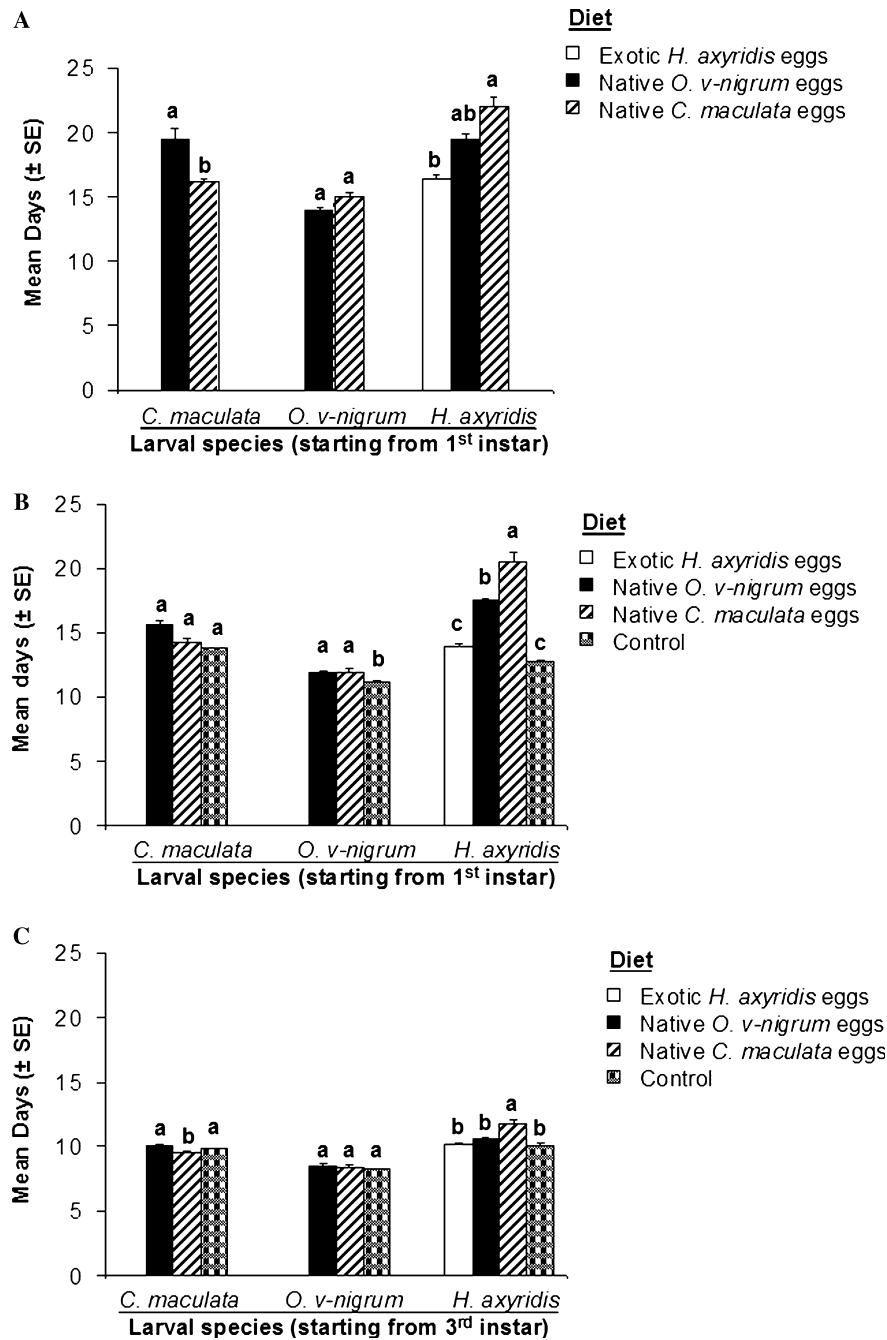 A
Diet
Exotic H. axyridis eggs
Native O. v-nigrum eggs
Native C. maculata eggs
Mean Days (± SE)
25
20
15
10
5
0
a
b
a
a
b
ab
a
C. maculata
O. v-nigrum
H. axyridis
Larval species (starting from 1st instar)
B
Diet
Exotic H. axyridis eggs
Native O. v-nigrum eggs
Native C. maculata eggs
Control
Mean days (± SE)
25
20
15
10
5
0
a
a
a
a
a
b
c
b
a
c
C. maculata
O. v-nigrum
H. axyridis
Larval species (starting from 1st instar)
C
Diet
Exotic H. axyridis eggs
Native O. v-nigrum eggs
Native C. maculata eggs
Control
Mean Days (± SE)
25
20
15
10
5
0
a
b
a
a
a
a
b
b
a
b
C. maculata
O. v-nigrum
H. axyridis
Larval species (starting from 3rd instar)